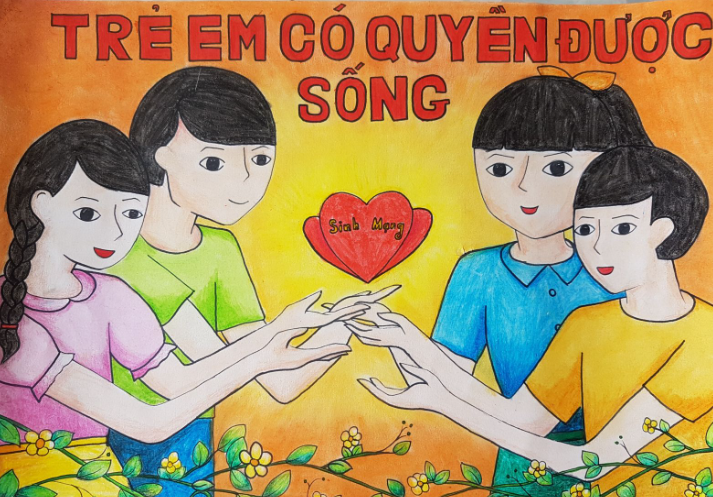 TRẺ EM CÓ QUYỀN ĐƯỢC
SỐNG
Sinh Mạng